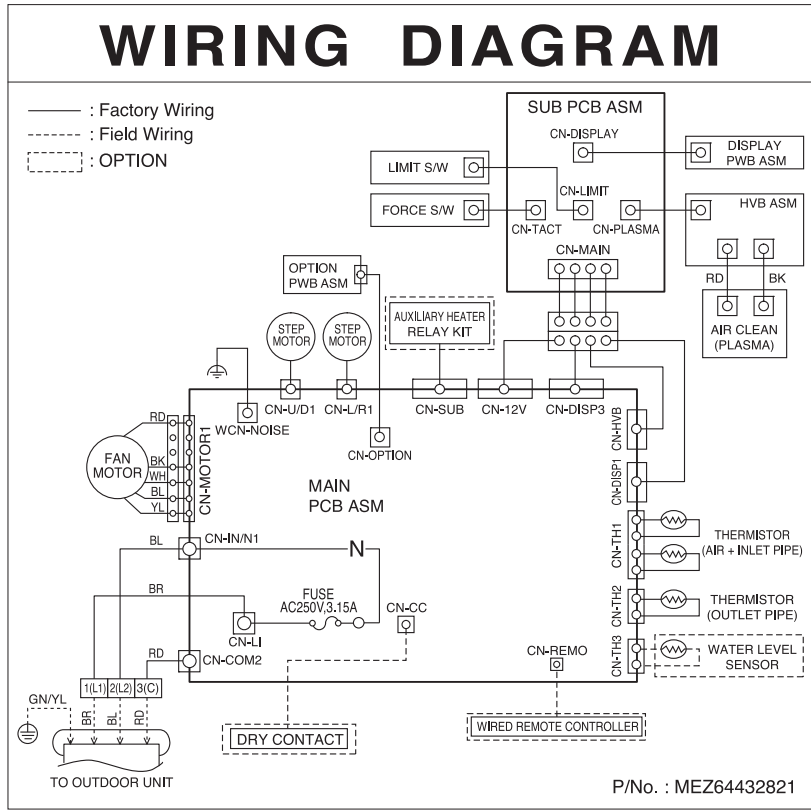 WIRING DIAGRAM
: Factory Wiring
: Field Wiring
: OPTION
SUB PCB ASM
CN-DISPLAY
DISPLAY
PWB ASM
LIMIT S/W
CN-LIMIT
FORCE S/W
CN-TACT
CN-PLASMA
HVB ASM
CN-MAIN
RD
BK
AIR CLEAN
(PLASMA)
OPTION
PWB ASM
STEP
MOTOR
STEP
MOTOR
AUXILIARY HEATER
RELAY KIT
CN-U/D1
CN-L/R1
CN-SUB
CN-12V
CN-DISP3
WCN-NOISE
CN-OPTION
CN-HVB
CN-DISP1
RD
BK
WH
BL
YL
FAN
MOTOR
CN-MOTOR1
MAIN
PCB ASM
CN-TH1
THERMISTOR
(AIR + INLET PIPE)
BL
CN-IN/N1
N
BR
FUSE
AC250V,3.15A
CN-LI
CN-CC
CN-TH2
THERMISTOR
(OUTLET PIPE)
RD
CN-COM2
CN-REMO
CN-TH3
WATER LEVEL
SENSOR
1(L1) 2(L2) 3(C)
GN/YL
BR
BL
RD
DRY CONTACT
WIRED REMOTE CONTROLLER
TO OUTDOOR UNIT
P/No. : MEZ64432821